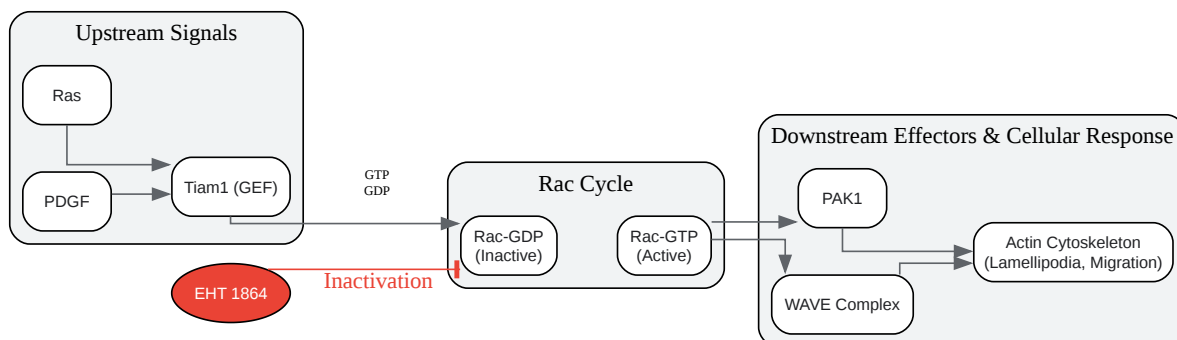 Upstream Signals
Ras
PDGF
Tiam1 (GEF)
GTP
GDP
EHT 1864
Inactivation
Rac Cycle
Rac-GDP
(Inactive)
Rac-GTP
(Active)
Downstream Effectors & Cellular Response
PAK1
WAVE Complex
Actin Cytoskeleton
(Lamellipodia, Migration)